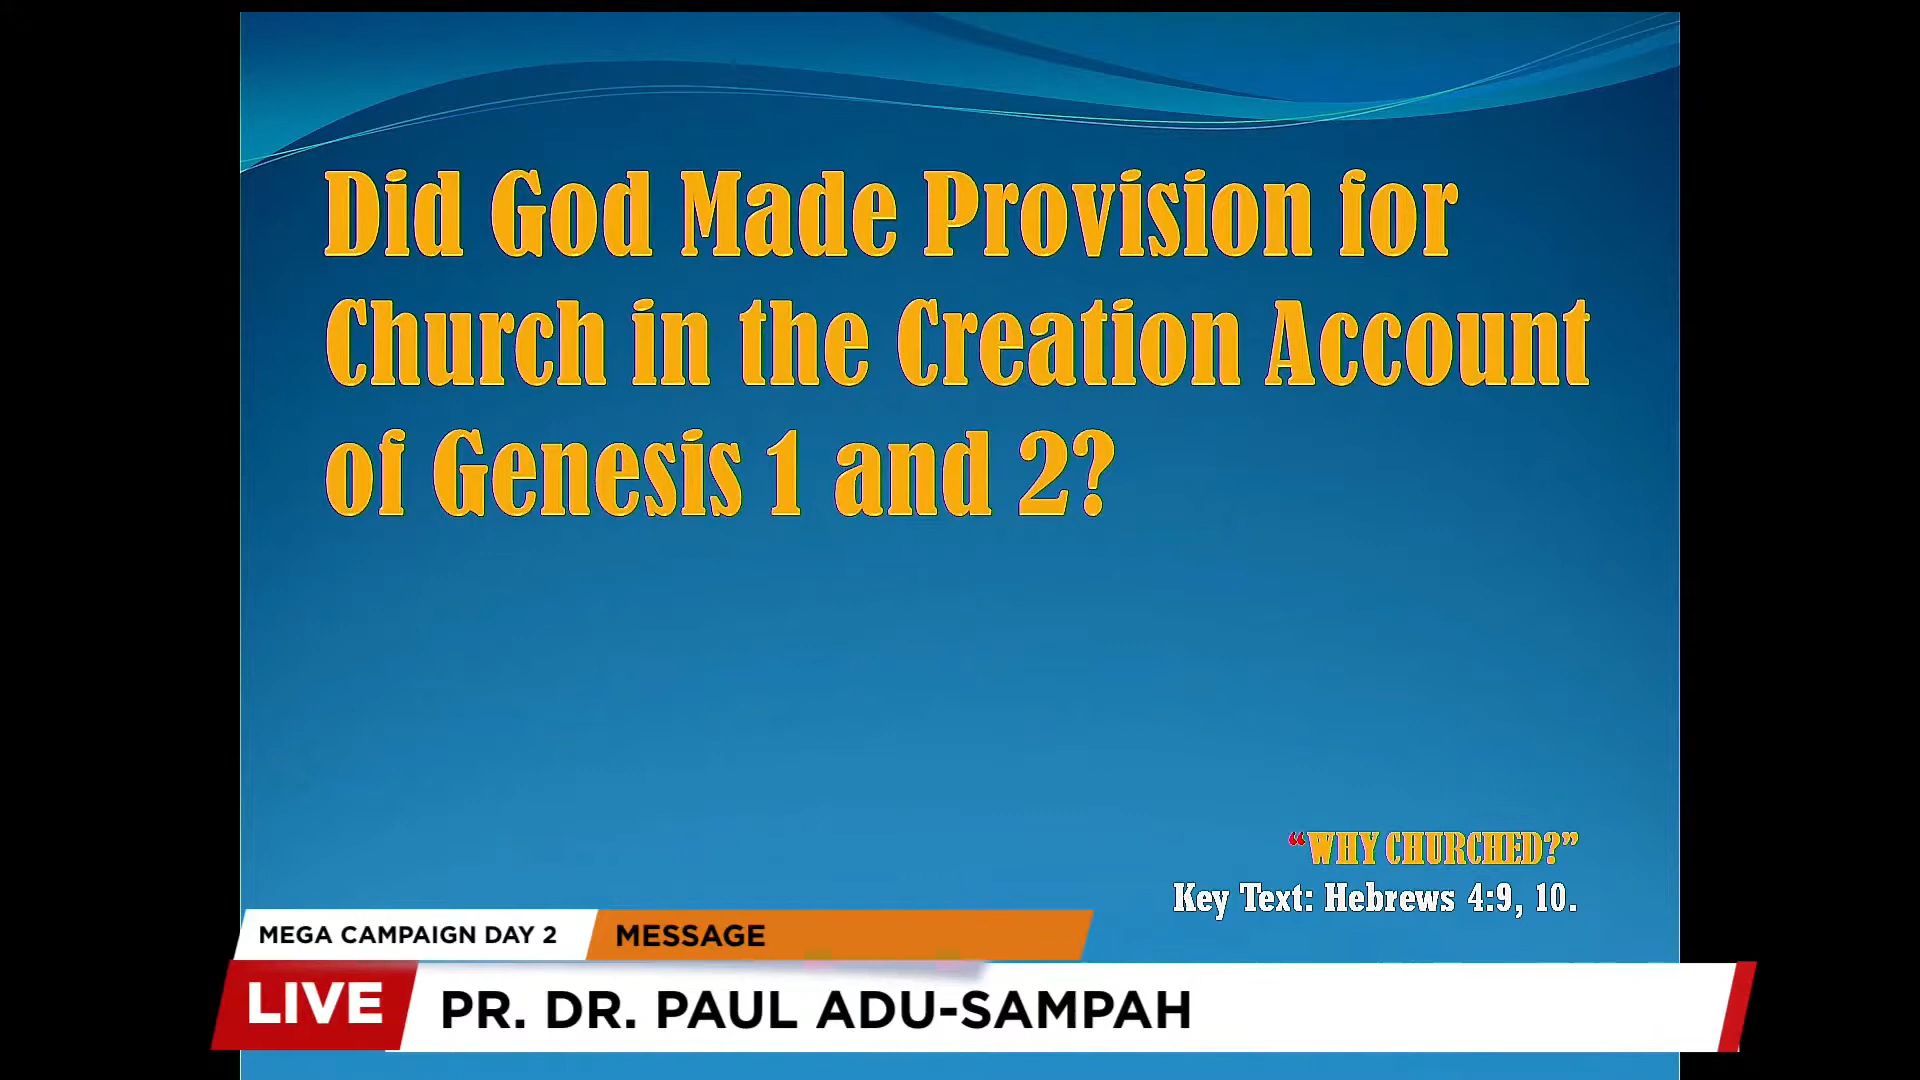 Did God Made Provision for
Church in the Creation Account
of Genesis 1 and 2?
“WHY CHURCHED?”
Key Text: Hebrews 4:9, 10.
MEGA CAMPAIGN DAY 2
MESSAGE
LIVE
PR. DR. PAUL ADU-SAMPAH